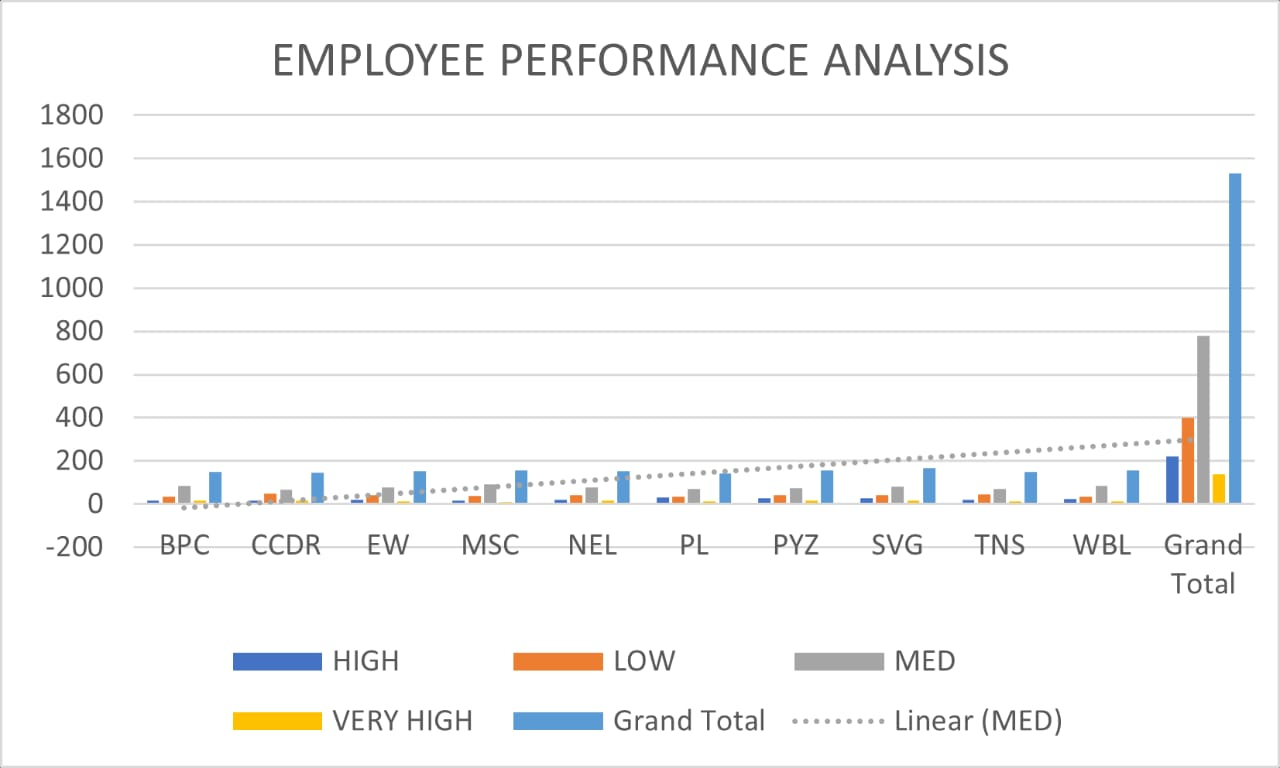 EMPLOYEE PERFORMANCE ANALYSIS
1800
1600
1400
1200
1000
800
600
400
200
0
-200
BPC CCDR EW MSC NEL PL PYZ SVG TNS WBL Grand
Total
HIGH LOW MED
VERY HIGH Grand Total Linear (MED)